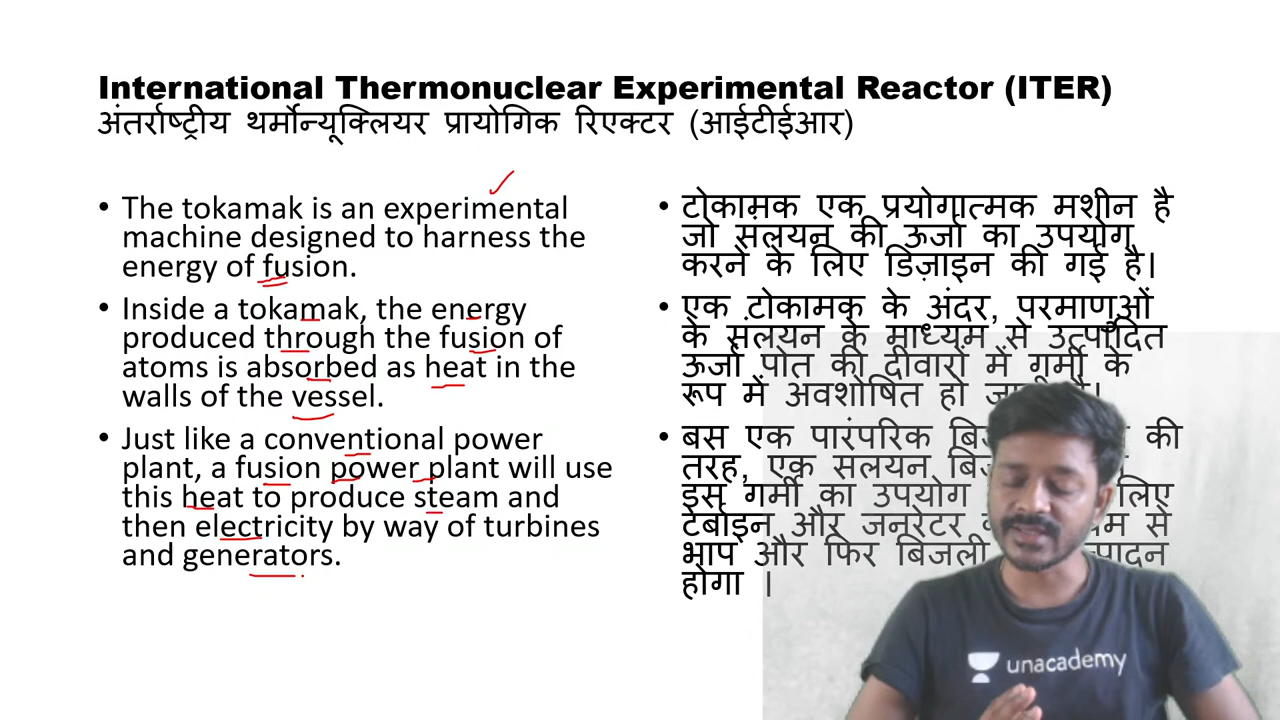 International Thermonuclear Experimental Reactor (ITER)
अंतर्राष्ट्रीय थर्मोन्यूक्लियर प्रायोगिक रिएक्टर (आईटीईआर)
• The tokamak is an experimental
machine designed to harness the
energy of fusion.
• Inside a tokamak, the energy
produced through the fusion of
atoms is absorbed as heat in the
walls of the vessel.
• Just like a conventional power
plant, a fusion power plant will use
this heat to produce steam and
then electricity by way of turbines
and generators.
• टोकामक एक प्रयोगात्मक मशीन है
जो संलयन की ऊर्जा का उपयोग
करने के लिए डिज़ाइन की गई है।
• एक टोकामक के अंदर, परमाणुओं
के संलयन के माध्यम से उत्पादित
ऊर्जा पोत की दीवारों में गर्मी के
रूप में अवशोषित हो
• बस एक पारंपरिक की
तरह, एक संलयन
इस गर्मी का उपयोग लिए
टर्बाइन और जनरेटर से
भाप और फिर बिजली
होगा ।
unacademy